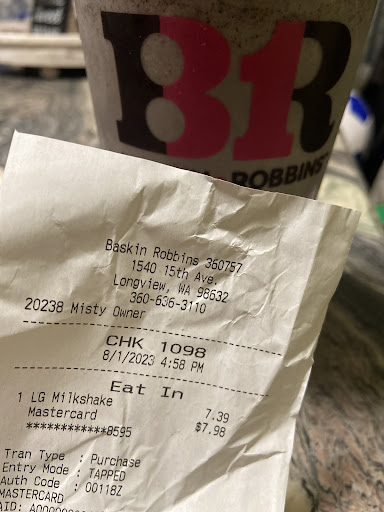 BR
ROBBINS
Baskin Robbins 360757
1540 15th Ave.
Longview, WA 98632
360-636-3110
20238 Misty Owner
CHK 1098
8/1/2023 4:58 PM
Eat In
1 LG Milkshake 7.39
Mastercard $7.98
************8595
Tran Type : Purchase
Entry Mode : TAPPED
Auth Code : 00118Z
MASTERCARD